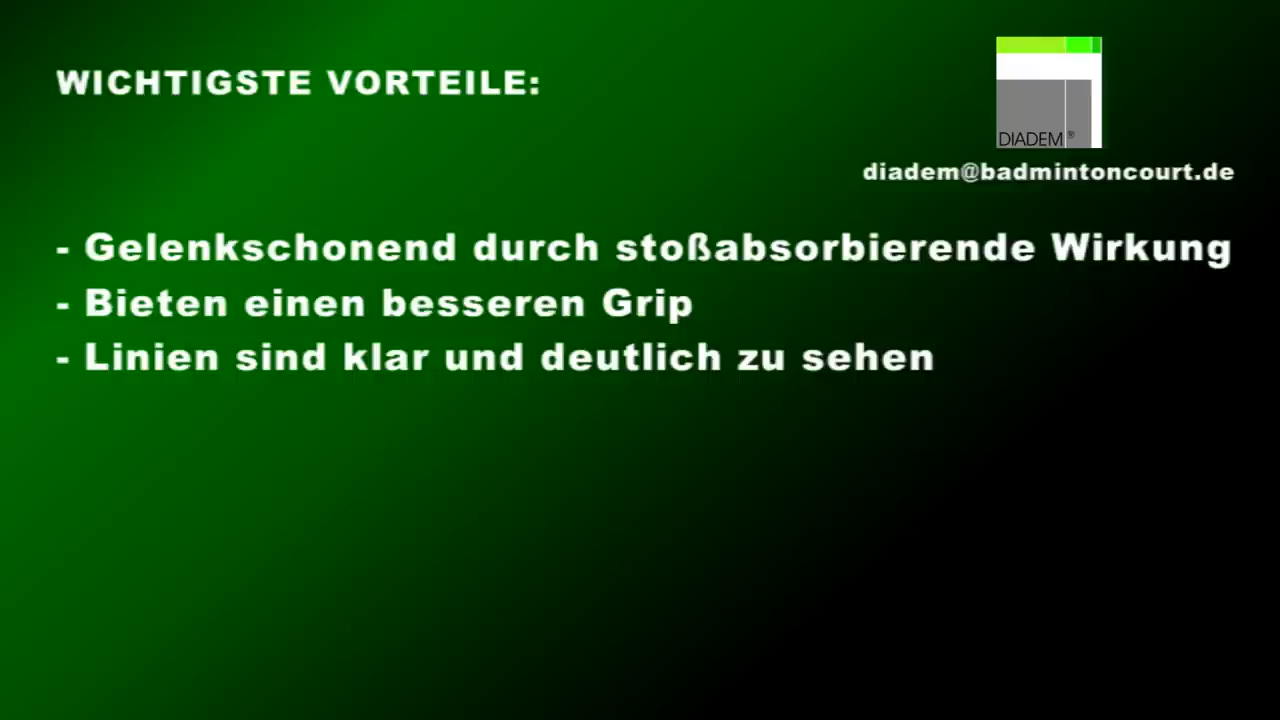 WICHTIGSTE VORTEILE:
DIADEM®
diadem@badmintoncourt.de
- Gelenkschonend durch stoßabsorbierende Wirkung
- Bieten einen besseren Grip
- Linien sind klar und deutlich zu sehen